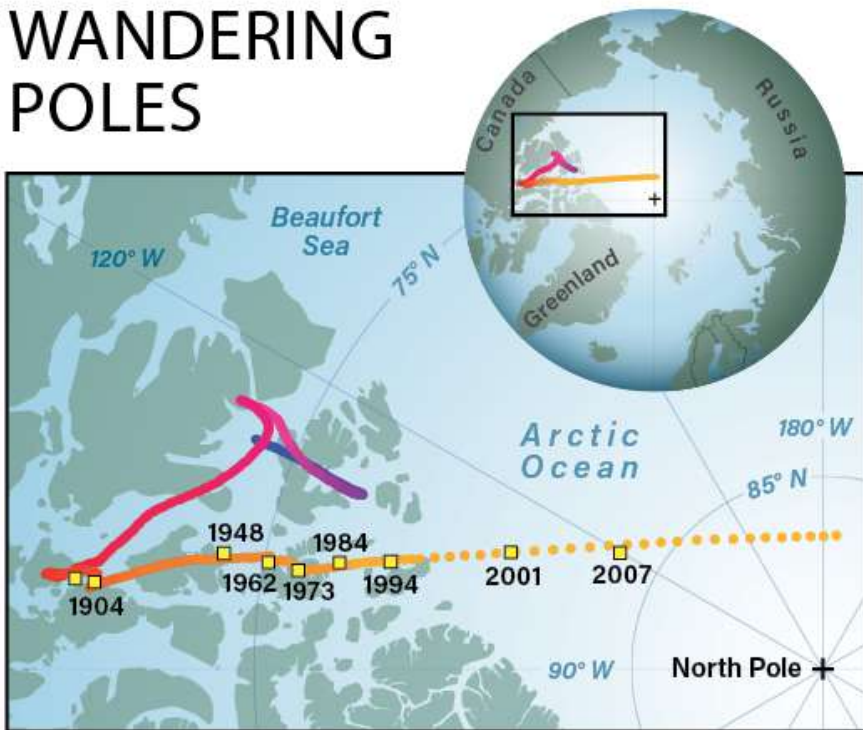 WANDERING
POLES
Canada
Russia
Greenland
Beaufort
Sea
120° W
75° N
Arctic
Ocean
180° W
85° N
1948
1984
1904
1962
1973
1994
2001
2007
90° W
North Pole